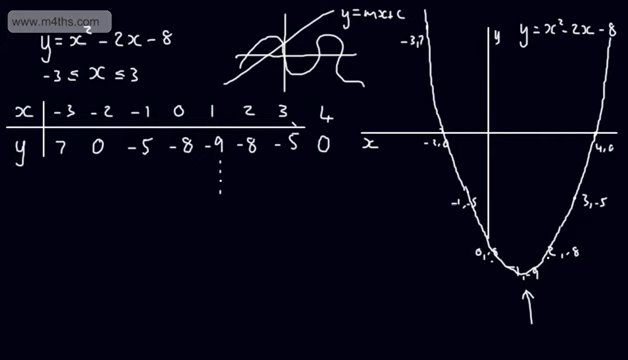 www.m4ths.com
y = x² - 2x - 8
-3 ≤ x ≤ 3
x -3 -2 -1 0 1 2 3 4
y 7 0 -5 -8 -9 -8 -5 0
y = mx+c
y = x² - 2x - 8
y
x
-3,7
-2,0
4,0
-1,-5
3,-5
0,-8
2,-8
1,-9